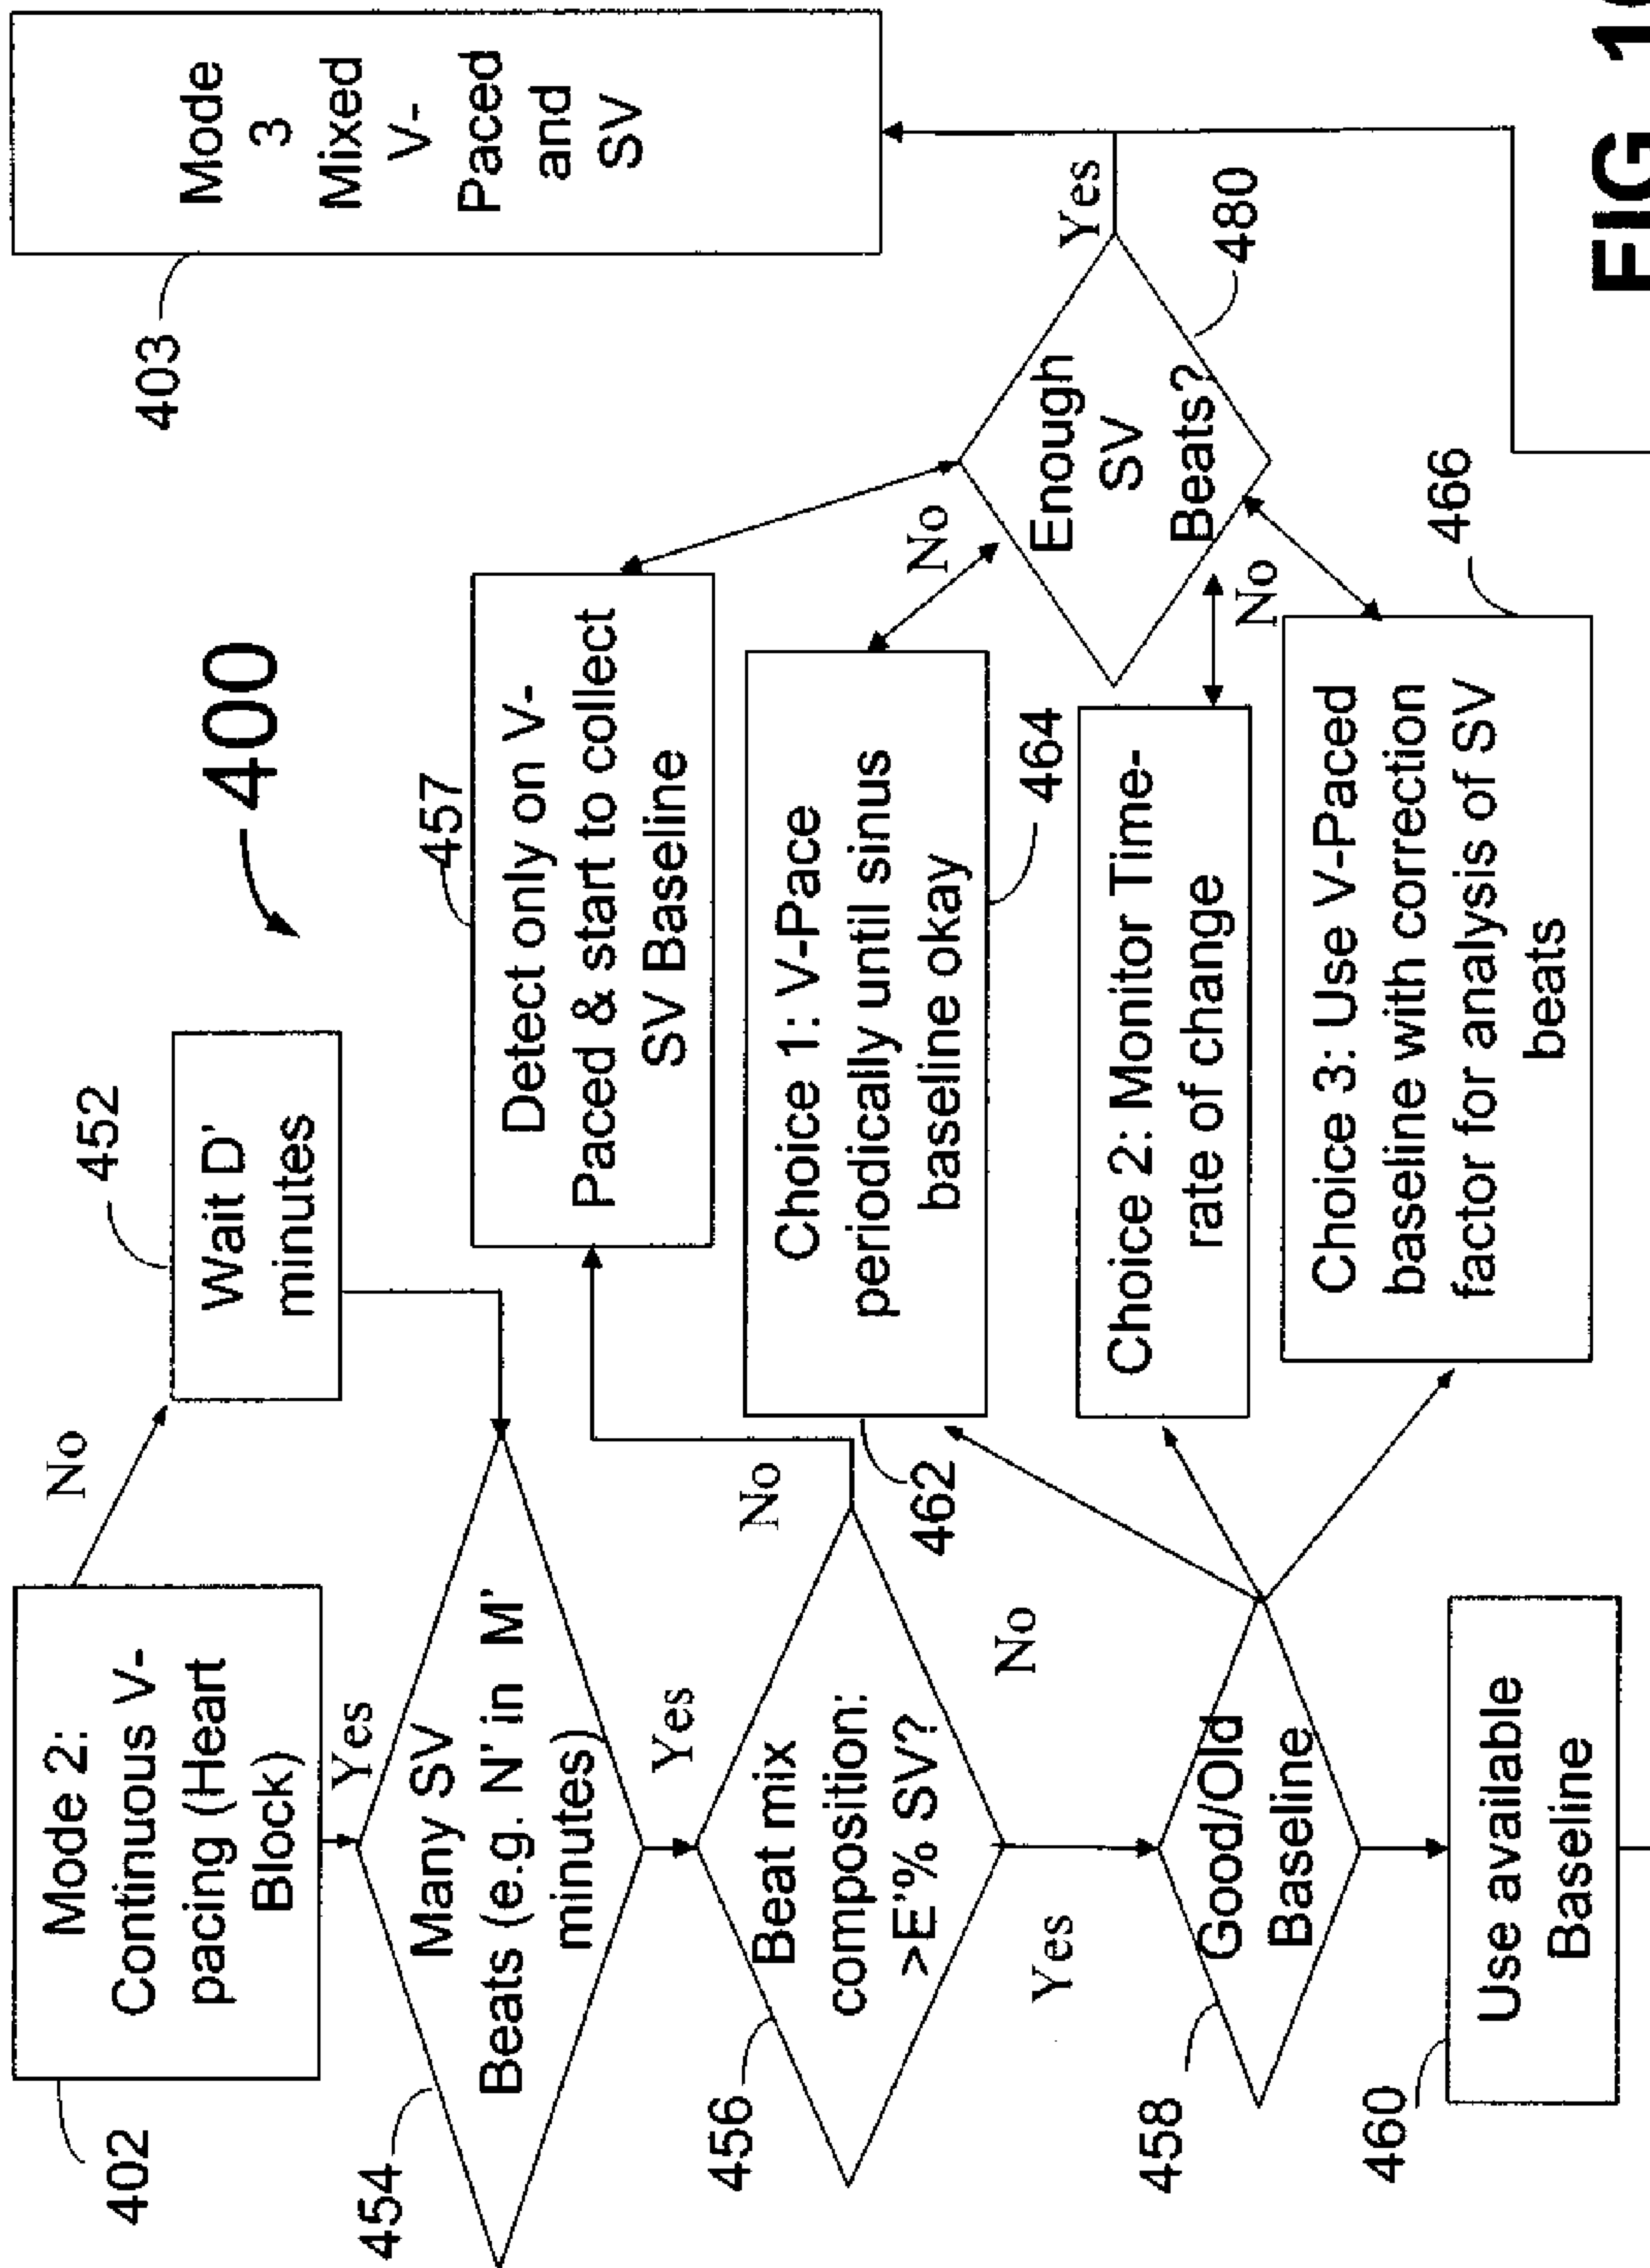 400
402
Mode 2:
Continuous V-
pacing (Heart
Block)
No
452
Wait D'
minutes
Yes
454
Many SV
Beats (e.g. N' in M'
minutes)
Yes
456
Beat mix
composition:
>E'% SV?
No
457
Detect only on V-
Paced & start to collect
SV Baseline
Yes
458
Good/Old
Baseline
No
460
Use available
Baseline
462
Choice 1: V-Pace
periodically until sinus
baseline okay
464
Choice 2: Monitor Time-
rate of change
Choice 3: Use V-Paced
baseline with correction
factor for analysis of SV
beats
466
No
No
Enough
SV
Beats?
480
Yes
403
Mode
3
Mixed
V-
Paced
and
SV